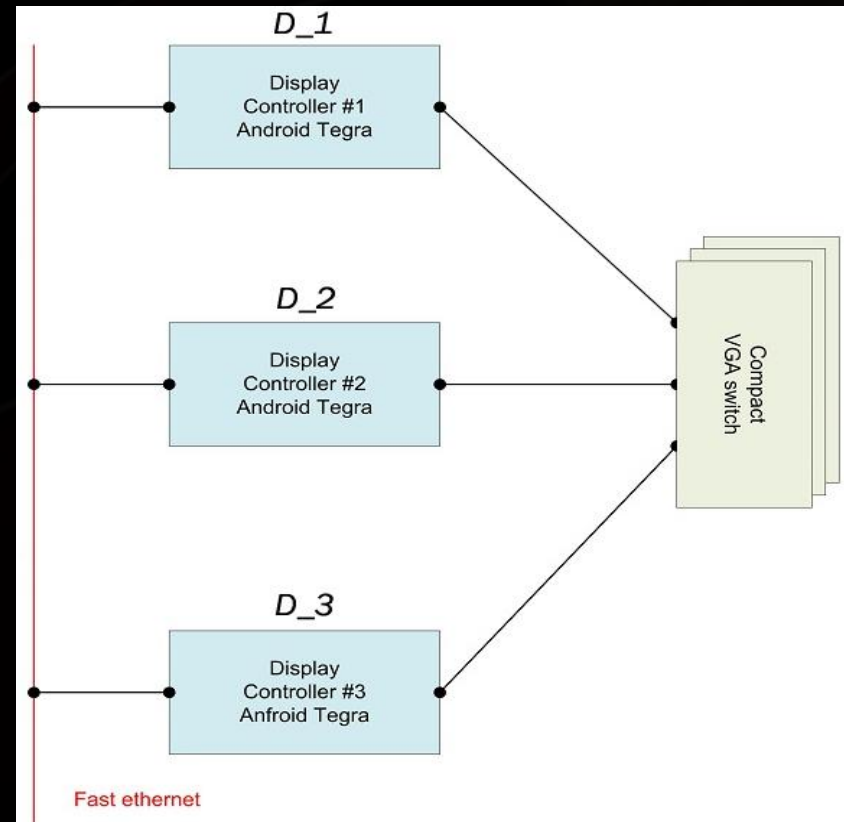 D_1
Display
Controller #1
Android Tegra
D_2
Display
Controller #2
Android Tegra
Compact
VGA switch
D_3
Display
Controller #3
Anfroid Tegra
Fast ethernet